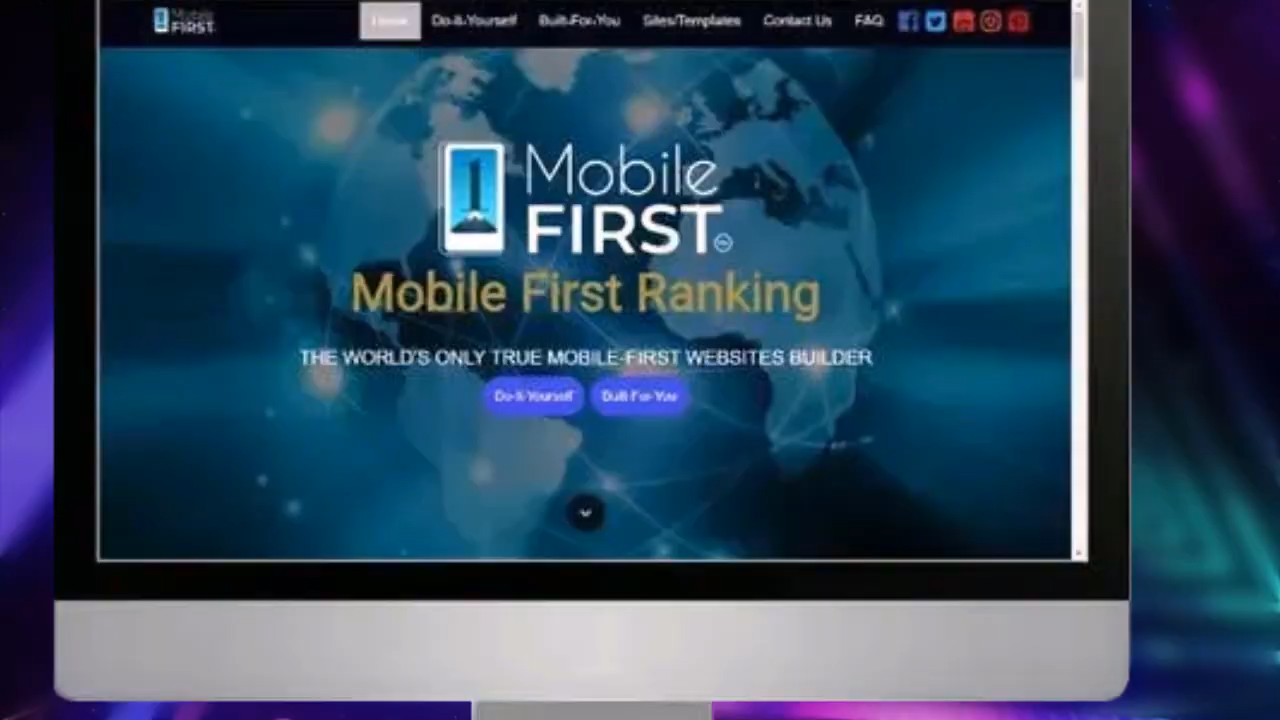 Mobile
FIRST
Home Do-It-Yourself Built-For-You Sites/Templates Contact Us FAQ
Mobile
FIRST
Mobile First Ranking
THE WORLD'S ONLY TRUE MOBILE-FIRST WEBSITES BUILDER
Do-It-Yourself Built-For-You